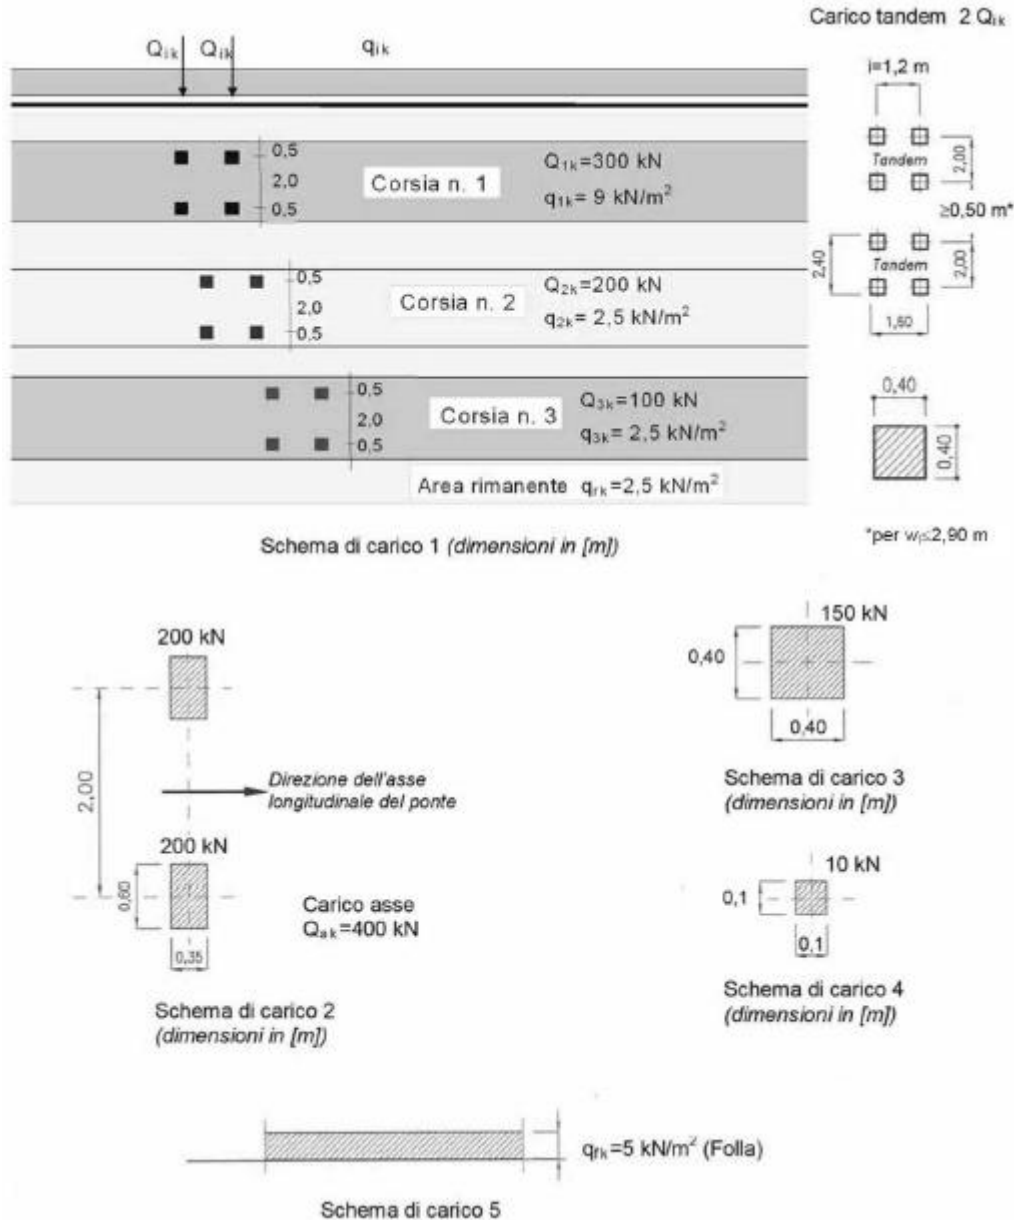 Carico tandem 2 Qik
Qik Qik qik
i=1,2 m
0,5
2,0
0,5
Corsia n. 1
Q1k=300 kN
q1k= 9 kN/m²
Tandem
2,00
≥0,50 m*
0,5
2,0
0,5
Corsia n. 2
Q2k=200 kN
q2k= 2,5 kN/m²
2,40
Tandem
2,00
1,60
0,5
2,0
0,5
Corsia n. 3
Q3k=100 kN
q3k= 2,5 kN/m²
0,40
0,40
Area rimanente qrk=2,5 kN/m²
Schema di carico 1 (dimensioni in [m])
*per wl≤2,90 m
200 kN
2,00
Direzione dell'asse
longitudinale del ponte
200 kN
0,60
0,35
Carico asse
Qak=400 kN
Schema di carico 2
(dimensioni in [m])
150 kN
0,40
0,40
Schema di carico 3
(dimensioni in [m])
10 kN
0,1
0,1
Schema di carico 4
(dimensioni in [m])
qfk=5 kN/m² (Folla)
Schema di carico 5